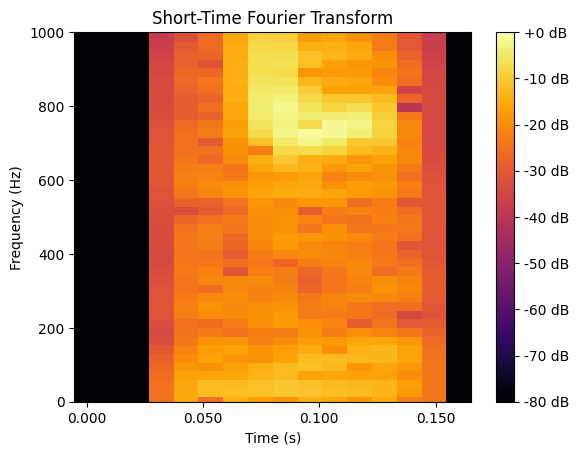 Short-Time Fourier Transform
1000
800
600
400
200
0
Frequency (Hz)
0.000
0.050
0.100
0.150
Time (s)
+0 dB
-10 dB
-20 dB
-30 dB
-40 dB
-50 dB
-60 dB
-70 dB
-80 dB